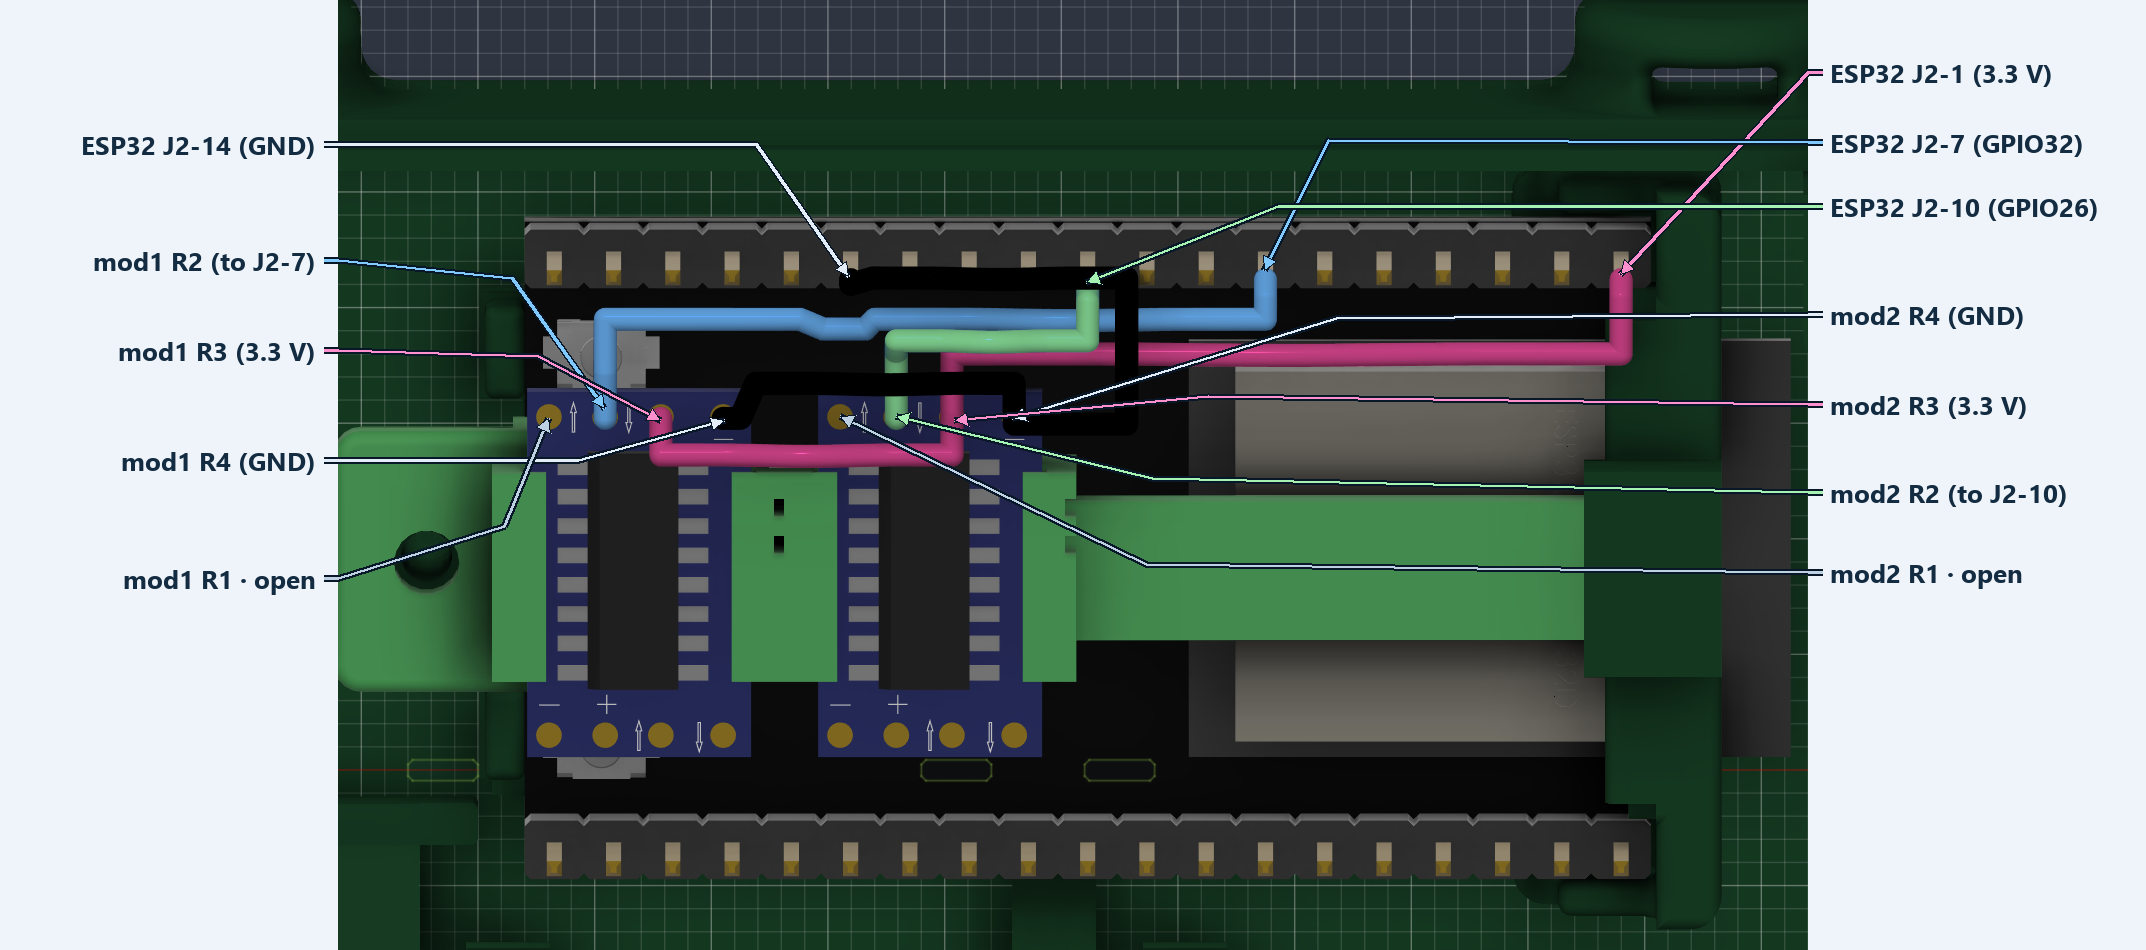 ESP32 J2-14 (GND)
mod1 R2 (to J2-7)
mod1 R3 (3.3 V)
mod1 R4 (GND)
mod1 R1 · open
ESP32 J2-1 (3.3 V)
ESP32 J2-7 (GPIO32)
ESP32 J2-10 (GPIO26)
mod2 R4 (GND)
mod2 R3 (3.3 V)
mod2 R2 (to J2-10)
mod2 R1 · open